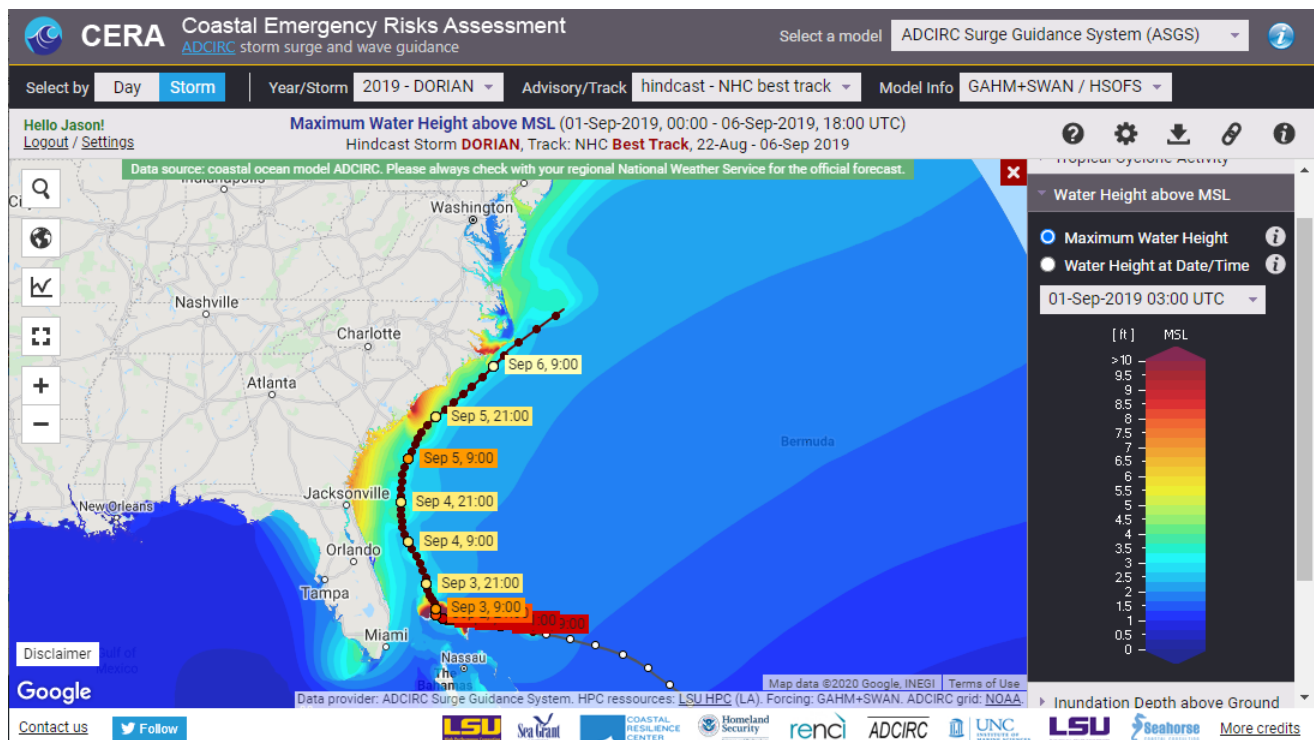 CERA
Coastal Emergency Risks Assessment
ADCIRC storm surge and wave guidance
Select a model ADCIRC Surge Guidance System (ASGS)
Select by Day Storm Year/Storm 2019 - DORIAN Advisory/Track hindcast - NHC best track Model Info GAHM+SWAN / HSOFS
Hello Jason!
Logout / Settings
Maximum Water Height above MSL (01-Sep-2019, 00:00 - 06-Sep-2019, 18:00 UTC)
Hindcast Storm DORIAN, Track: NHC Best Track, 22-Aug - 06-Sep 2019
Data source: coastal ocean model ADCIRC. Please always check with your regional National Weather Service for the official forecast.
Indianapolis
Washington
Nashville
Charlotte
Atlanta
Sep 6, 9:00
Sep 5, 21:00
Bermuda
Sep 5, 9:00
Jacksonville
Sep 4, 21:00
New Orleans
Sep 4, 9:00
Orlando
Sep 3, 21:00
Tampa
Sep 3, 9:00
:00
9:00
Miami
Nassau
The
Bahamas
Gulf of
Mexico
Disclaimer
Google
Map data ©2020 Google, INEGI Terms of Use
Data provider: ADCIRC Surge Guidance System. HPC ressources: LSU HPC (LA). Forcing: GAHM+SWAN. ADCIRC grid: NOAA.
Tropical Cyclone Activity
Water Height above MSL
Maximum Water Height
Water Height at Date/Time
01-Sep-2019 03:00 UTC
[ ft ] MSL
>10
9.5
9
8.5
8
7.5
7
6.5
6
5.5
5
4.5
4
3.5
3
2.5
2
1.5
1
0.5
0
Inundation Depth above Ground
Contact us
Follow
LSU
Sea Grant
COASTAL
RESILIENCE
CENTER
Homeland
Security
renci
ADCIRC
UNC
LSU
Seahorse
More credits